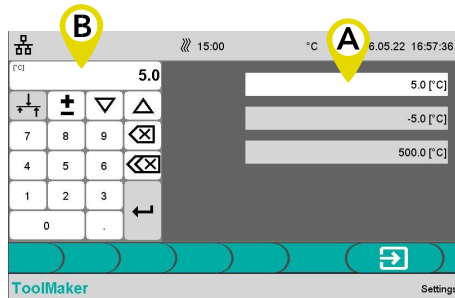 B
A
15:00 °C 6.05.22 16:57:36
[°C] 5.0
5.0 [°C]
±
-5.0 [°C]
7 8 9
500.0 [°C]
4 5 6
1 2 3
0 .
ToolMaker Settings